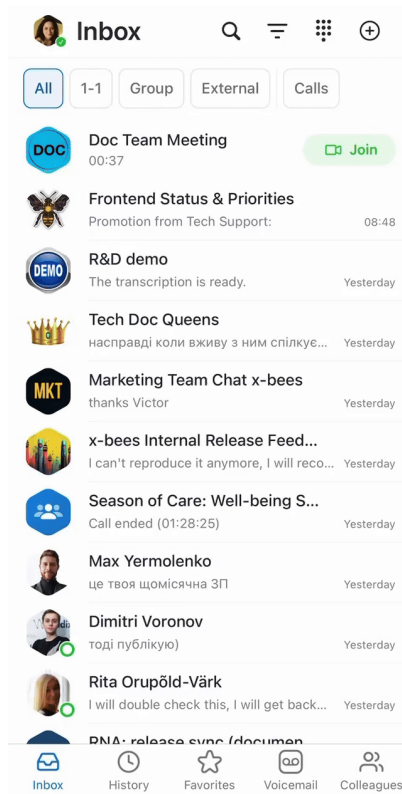 Inbox
All
1-1
Group
External
Calls
DOC
Doc Team Meeting
00:37
Join
Frontend Status & Priorities
Promotion from Tech Support:
08:48
DEMO
R&D demo
The transcription is ready.
Yesterday
Tech Doc Queens
насправді коли вживу з ним спілкує...
Yesterday
MKT
Marketing Team Chat x-bees
thanks Victor
Yesterday
x-bees Internal Release Feed...
I can't reproduce it anymore, I will reco...
Yesterday
Season of Care: Well-being S...
Call ended (01:28:25)
Yesterday
Max Yermolenko
це твоя щомісячна ЗП
Yesterday
Dimitri Voronov
тоді публікую)
Yesterday
Rita Orupõld-Värk
I will double check this, I will get back...
Yesterday
RNA: release sync (documen
Inbox
History
Favorites
Voicemail
Colleagues